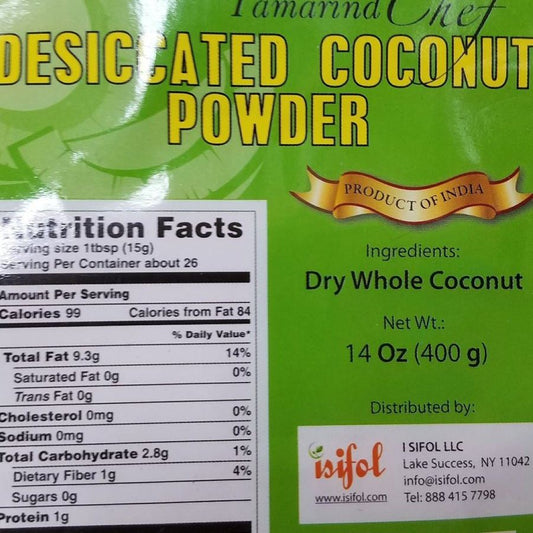 Tamarind Chef
DESICCATED COCONUT
POWDER
PRODUCT OF INDIA
Nutrition Facts
Serving size 1tbsp (15g)
Serving Per Container about 26
Amount Per Serving
Calories 99 Calories from Fat 84
% Daily Value*
Total Fat 9.3g 14%
Saturated Fat 0g 0%
Trans Fat 0g
Cholesterol 0mg 0%
Sodium 0mg 0%
Total Carbohydrate 2.8g 1%
Dietary Fiber 1g 4%
Sugars 0g
Protein 1g
Ingredients:
Dry Whole Coconut
Net Wt.:
14 Oz (400 g)
Distributed by:
isifol
www.isifol.com
I SIFOL LLC
Lake Success, NY 11042
info@isifol.com
Tel: 888 415 7798